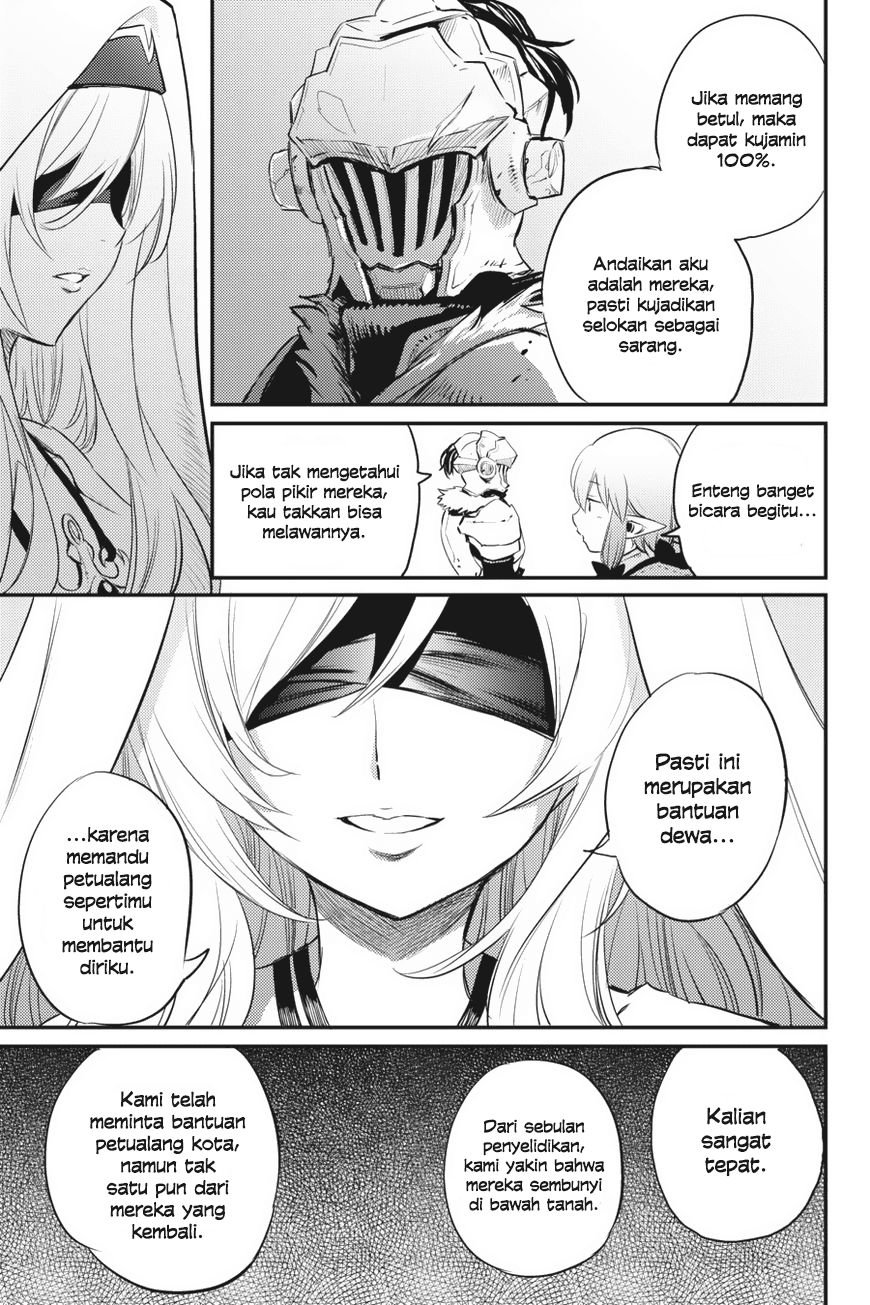 Jika memang
betul, maka
dapat kujamin
100%.
Andaikan aku
adalah mereka,
pasti kujadikan
selokan sebagai
sarang.
Enteng banget
bicara begitu...
Jika tak mengetahui
pola pikir mereka,
kau takkan bisa
melawannya.
Pasti ini
merupakan
bantuan
dewa...
...karena
memandu
petualang
sepertimu
untuk
membantu
diriku.
Kalian
sangat
tepat.
Dari sebulan
penyelidikan,
kami yakin bahwa
mereka sembunyi
di bawah tanah.
Kami telah
meminta bantuan
petualang kota,
namun tak
satu pun dari
mereka yang
kembali.